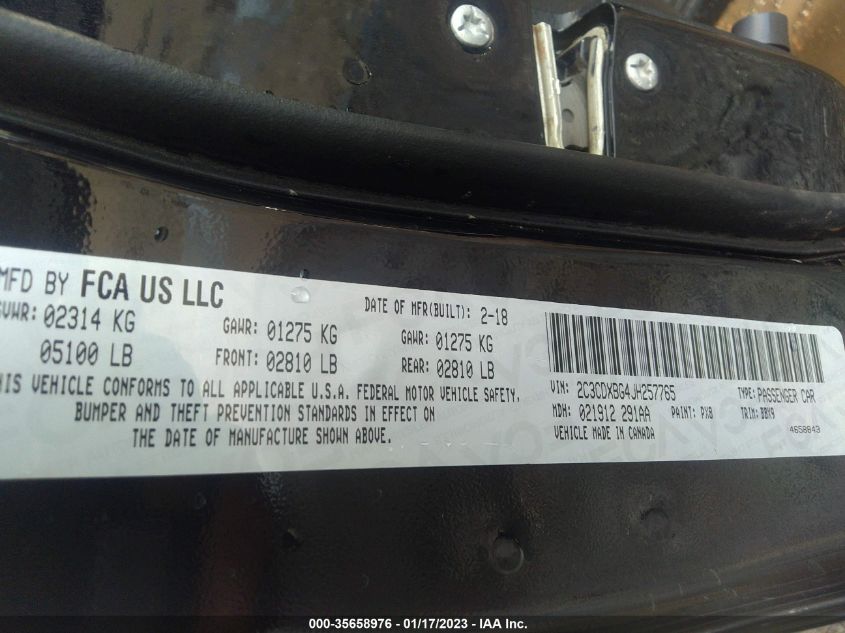 MFD BY FCA US LLC
DATE OF MFR(BUILT): 2-18
GVWR: 02314 KG
GAWR: 01275 KG
GAWR: 01275 KG
05100 LB
FRONT: 02810 LB
REAR: 02810 LB
THIS VEHICLE CONFORMS TO ALL APPLICABLE U.S.A. FEDERAL MOTOR VEHICLE SAFETY,
BUMPER AND THEFT PREVENTION STANDARDS IN EFFECT ON
THE DATE OF MANUFACTURE SHOWN ABOVE.
VIN: 2C3CDXBG4JH257765
TYPE: PASSENGER CAR
MDH: 021912 291AA
PAINT: PX8
TRIM: BBX9
VEHICLE MADE IN CANADA
4658843
000-35658976 - 01/17/2023 - IAA Inc.